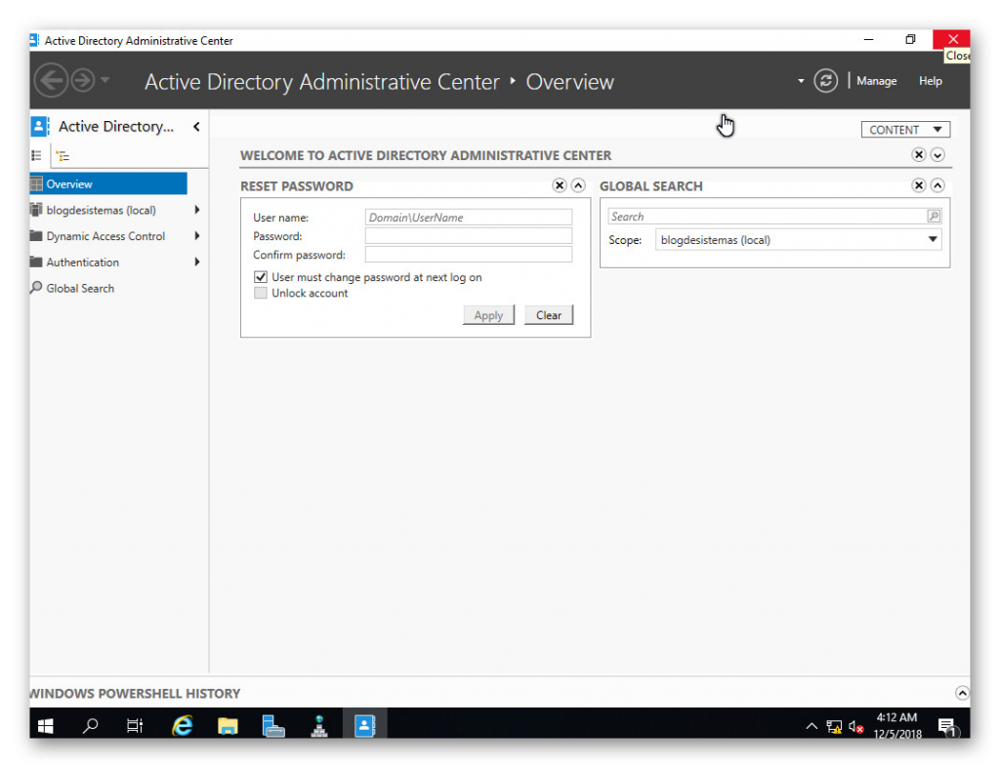 Active Directory Administrative Center
Close
Active Directory Administrative Center • Overview
Manage Help
Active Directory...
CONTENT
WELCOME TO ACTIVE DIRECTORY ADMINISTRATIVE CENTER
Overview
blogdesistemas (local)
Dynamic Access Control
Authentication
Global Search
RESET PASSWORD
User name: Domain\UserName
Password:
Confirm password:
User must change password at next log on
Unlock account
Apply Clear
GLOBAL SEARCH
Search
Scope: blogdesistemas (local)
WINDOWS POWERSHELL HISTORY
4:12 AM
12/5/2018
1